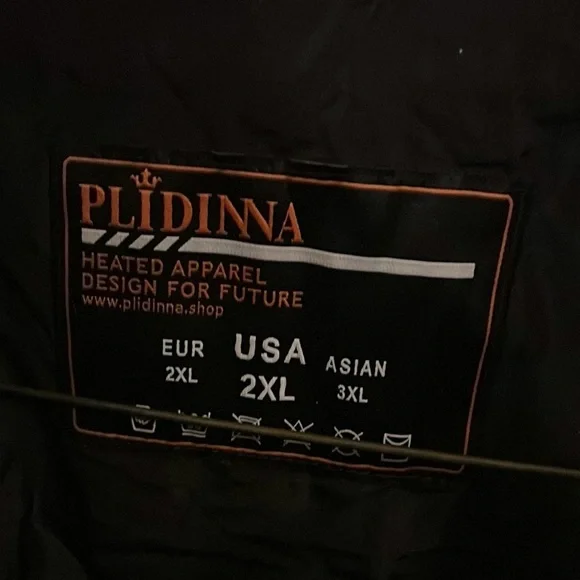 PLIDINNA
HEATED APPAREL
DESIGN FOR FUTURE
www.plidinna.shop
EUR USA ASIAN
2XL 2XL 3XL